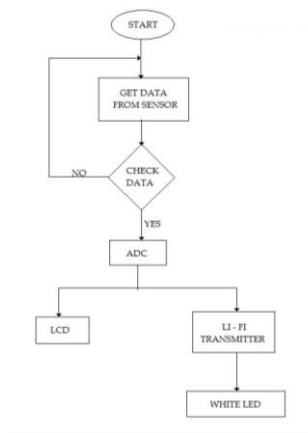 START
GET DATA
FROM SENSOR
NO
CHECK
DATA
YES
ADC
LCD
LI - FI
TRANSMITTER
WHITE LED